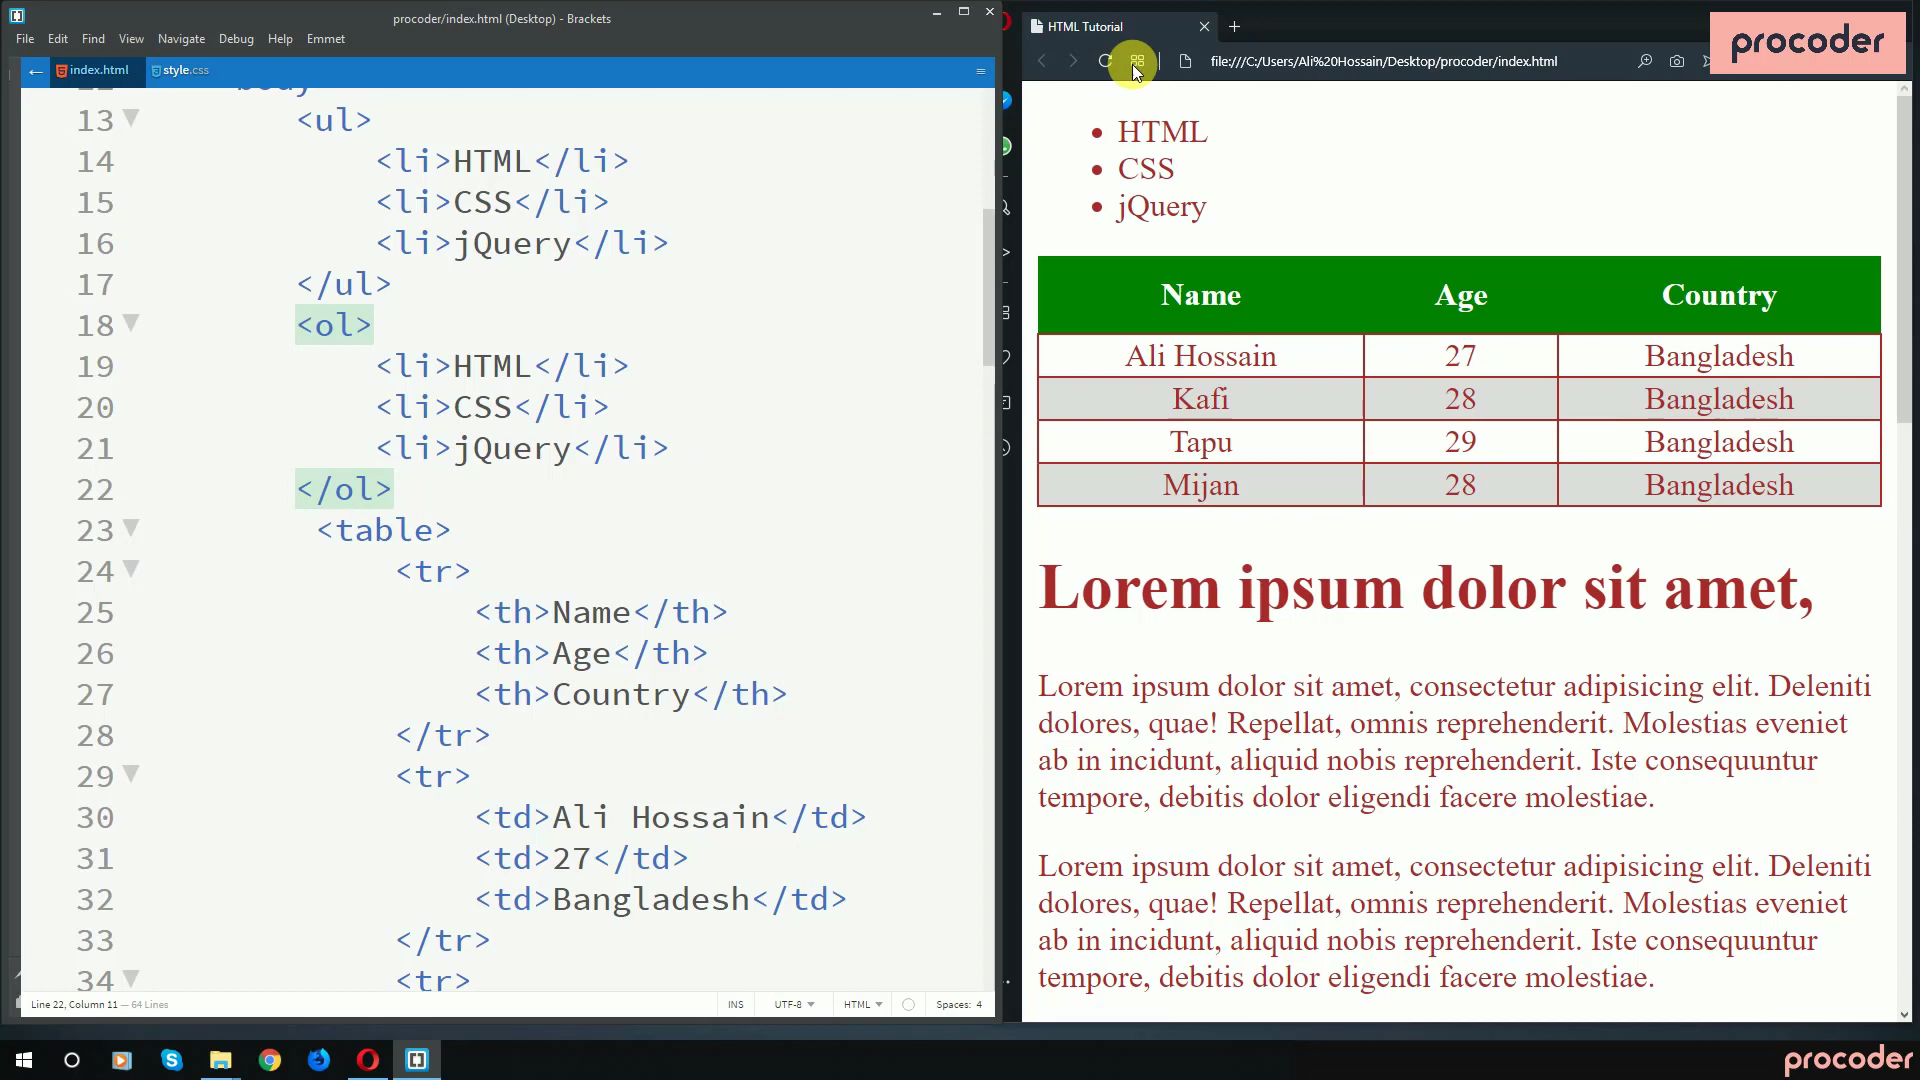 procoder/index.html (Desktop) - Brackets
File Edit Find View Navigate Debug Help Emmet
index.html style.css
body
13 <ul>
14 <li>HTML</li>
15 <li>CSS</li>
16 <li>jQuery</li>
17 </ul>
18 <ol>
19 <li>HTML</li>
20 <li>CSS</li>
21 <li>jQuery</li>
22 </ol>
23 <table>
24 <tr>
25 <th>Name</th>
26 <th>Age</th>
27 <th>Country</th>
28 </tr>
29 <tr>
30 <td>Ali Hossain</td>
31 <td>27</td>
32 <td>Bangladesh</td>
33 </tr>
34 <tr>
Line 22, Column 11 — 64 Lines
INS UTF-8 HTML Spaces: 4
HTML Tutorial
file:///C:/Users/Ali%20Hossain/Desktop/procoder/index.html
procoder
HTML
CSS
jQuery
Name Age Country
Ali Hossain 27 Bangladesh
Kafi 28 Bangladesh
Tapu 29 Bangladesh
Mijan 28 Bangladesh
Lorem ipsum dolor sit amet,
Lorem ipsum dolor sit amet, consectetur adipisicing elit. Deleniti
dolores, quae! Repellat, omnis reprehenderit. Molestias eveniet
ab in incidunt, aliquid nobis reprehenderit. Iste consequuntur
tempore, debitis dolor eligendi facere molestiae.
Lorem ipsum dolor sit amet, consectetur adipisicing elit. Deleniti
dolores, quae! Repellat, omnis reprehenderit. Molestias eveniet
ab in incidunt, aliquid nobis reprehenderit. Iste consequuntur
tempore, debitis dolor eligendi facere molestiae.
procoder